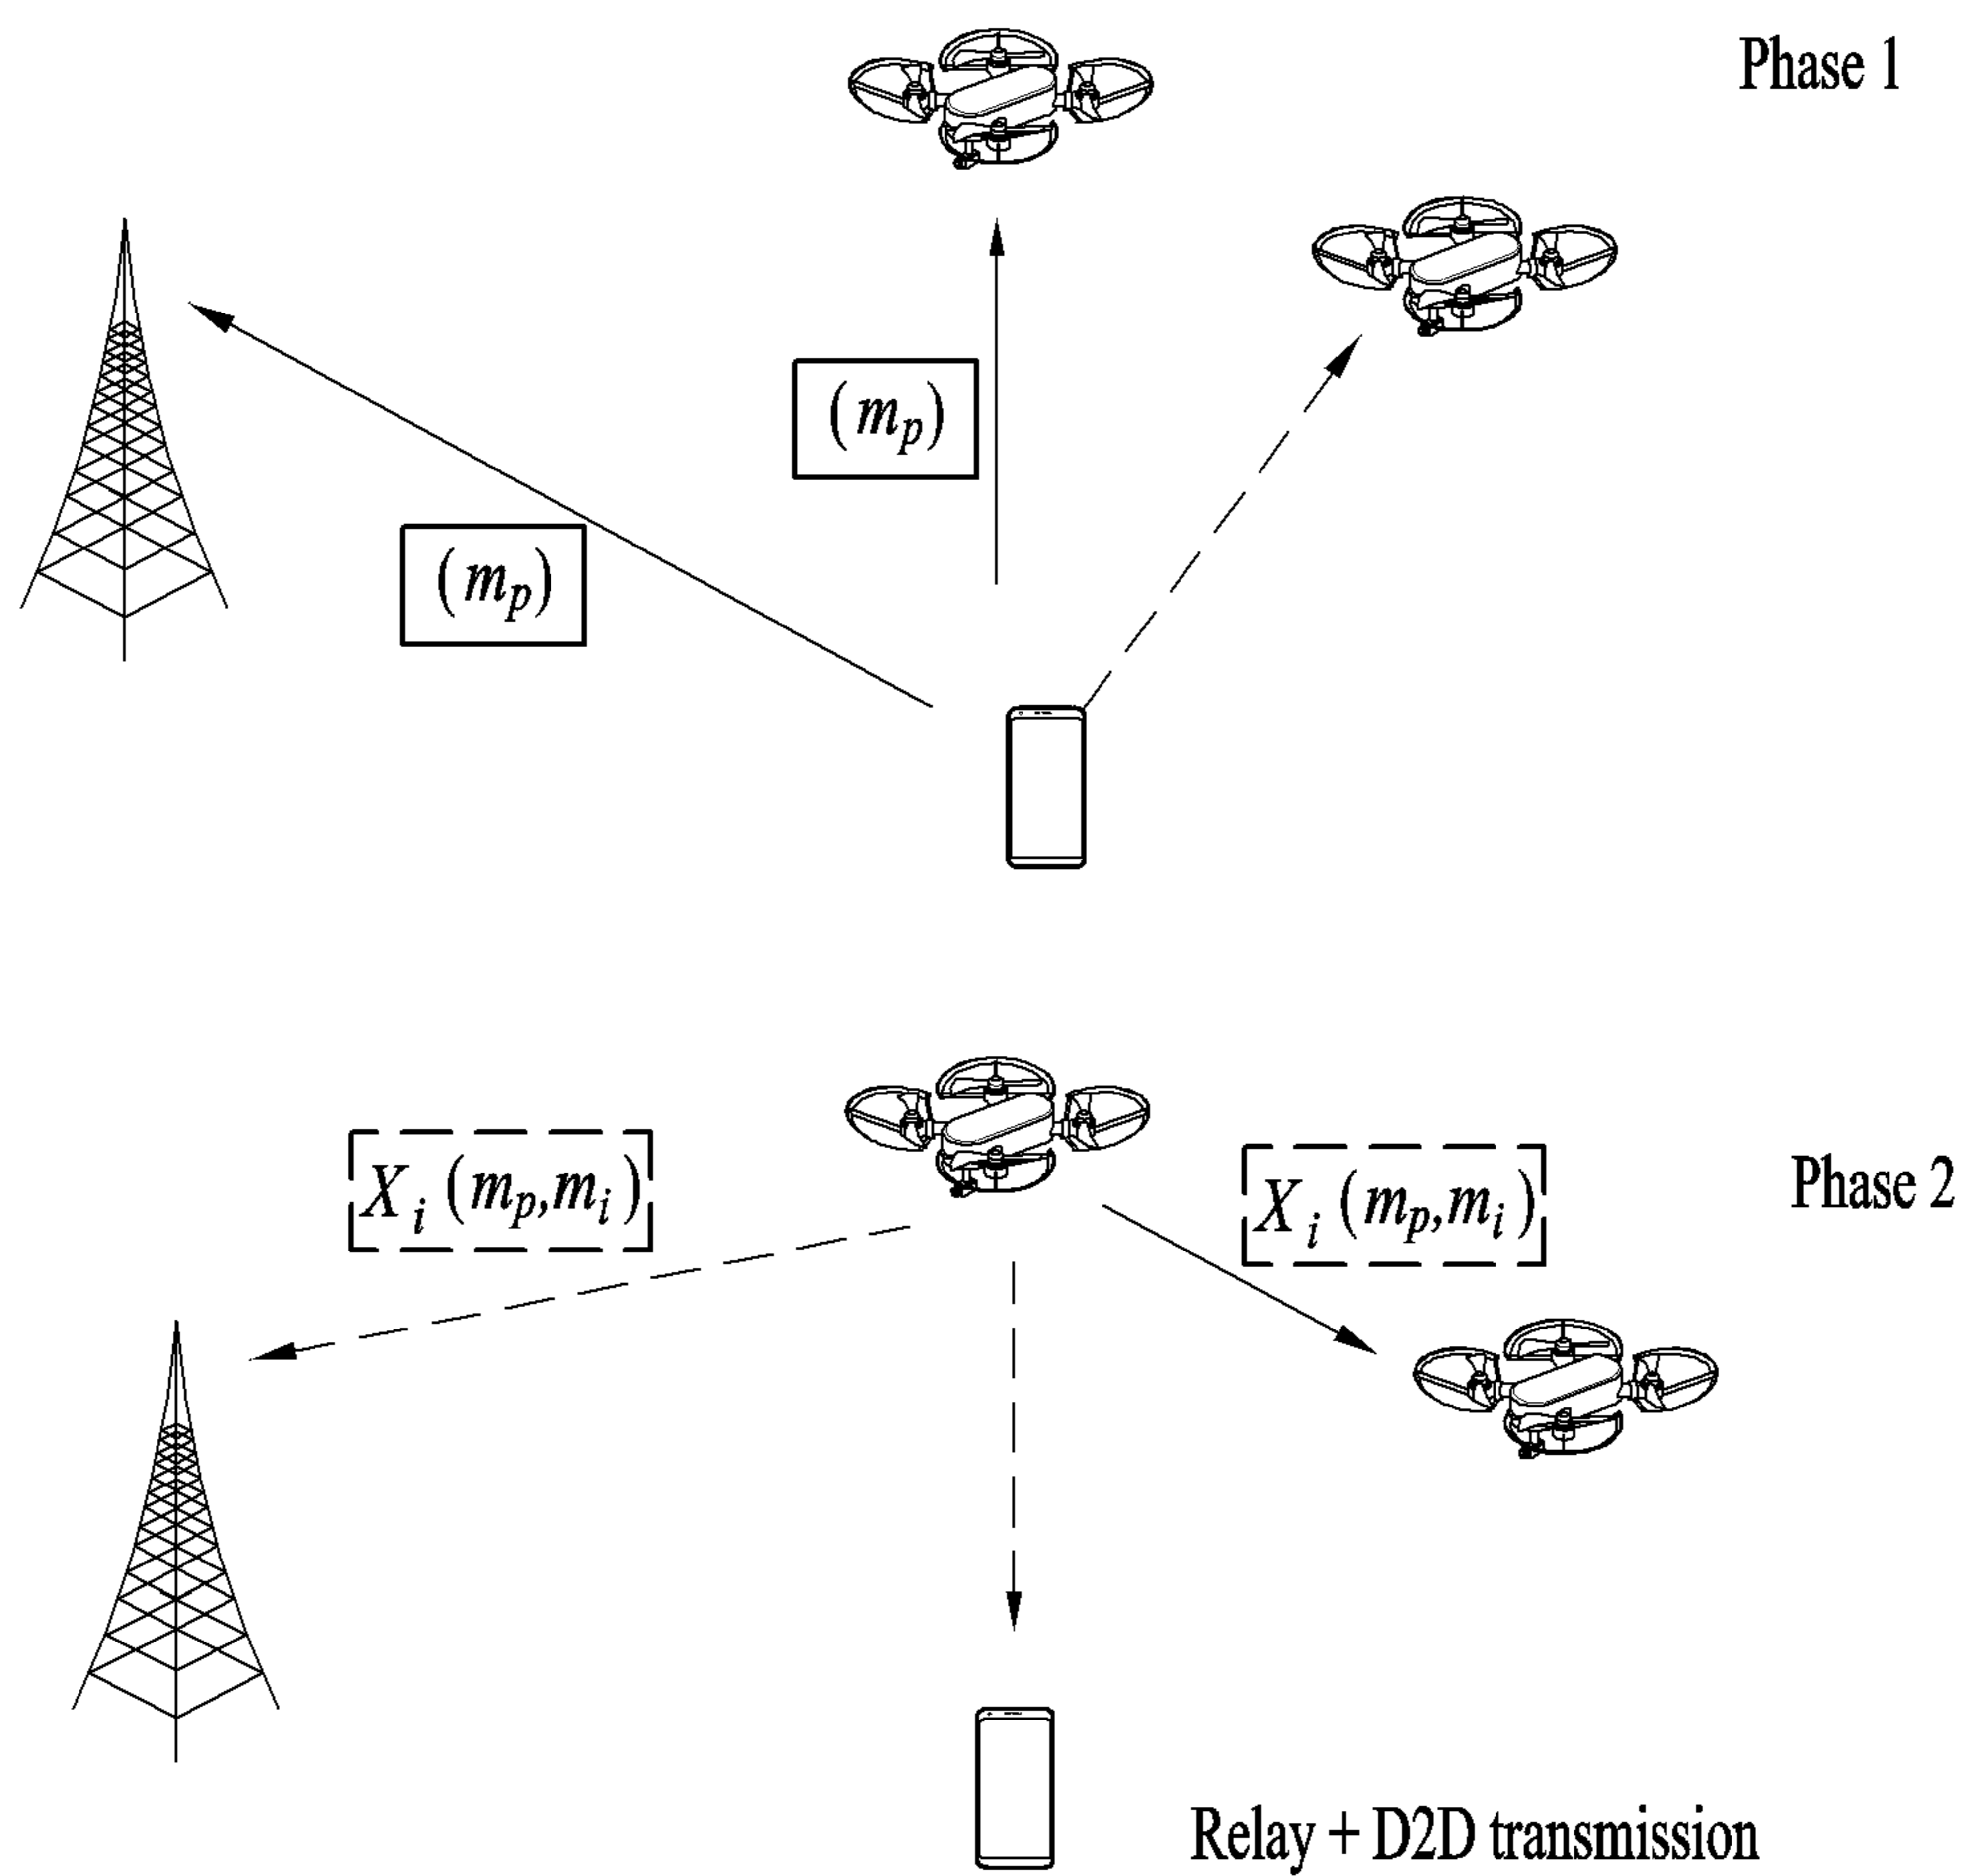 Phase 1
(m_p)
(m_p)
X_i (m_p,m_i)
X_i (m_p,m_i)
Phase 2
Relay + D2D transmission